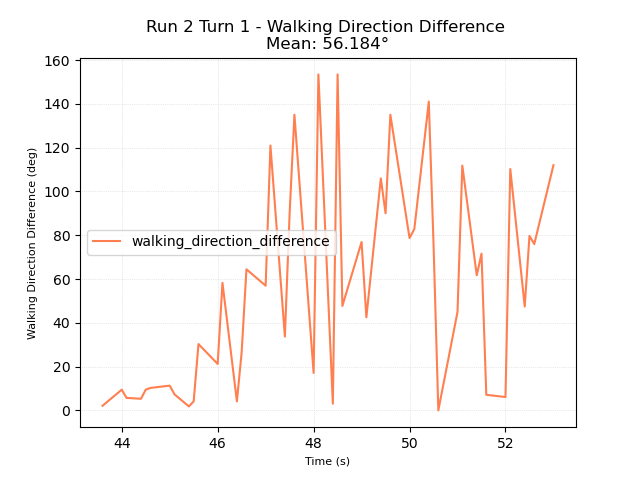 Run 2 Turn 1 - Walking Direction Difference
Mean: 56.184°
160
140
120
100
80
60
40
20
0
Walking Direction Difference (deg)
walking_direction_difference
44
46
48
50
52
Time (s)